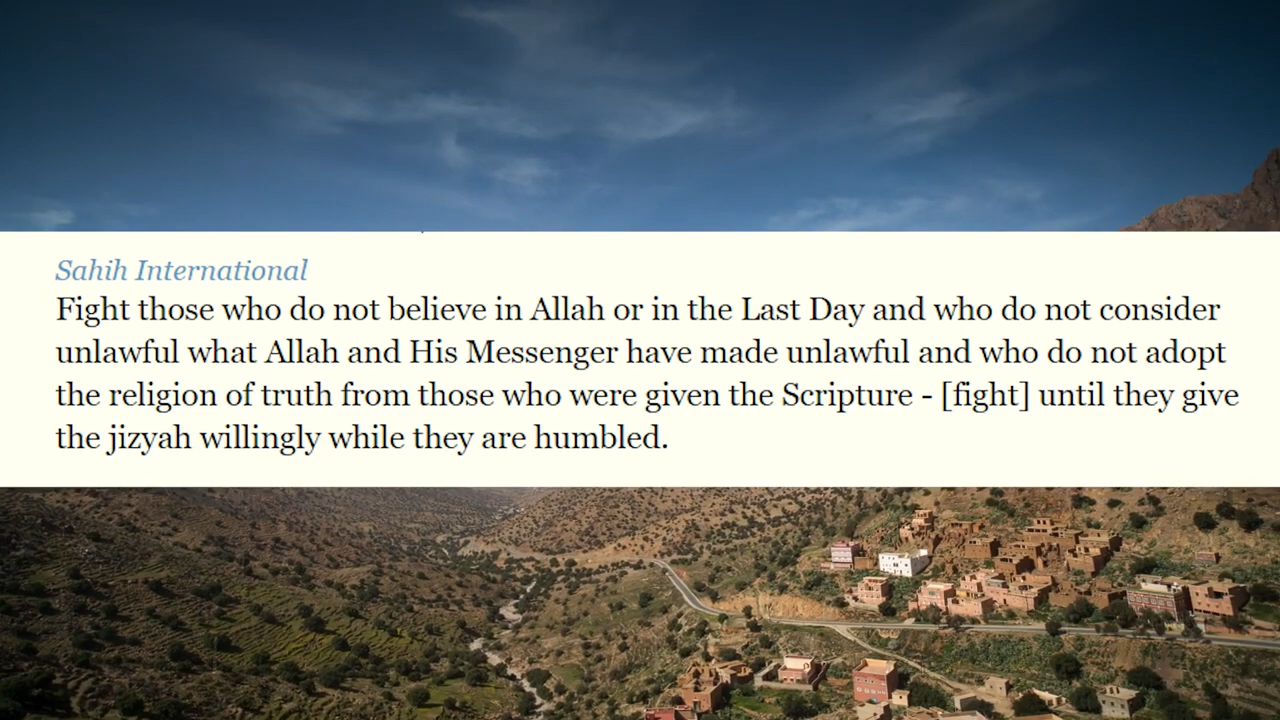 Sahih International
Fight those who do not believe in Allah or in the Last Day and who do not consider
unlawful what Allah and His Messenger have made unlawful and who do not adopt
the religion of truth from those who were given the Scripture - [fight] until they give
the jizyah willingly while they are humbled.